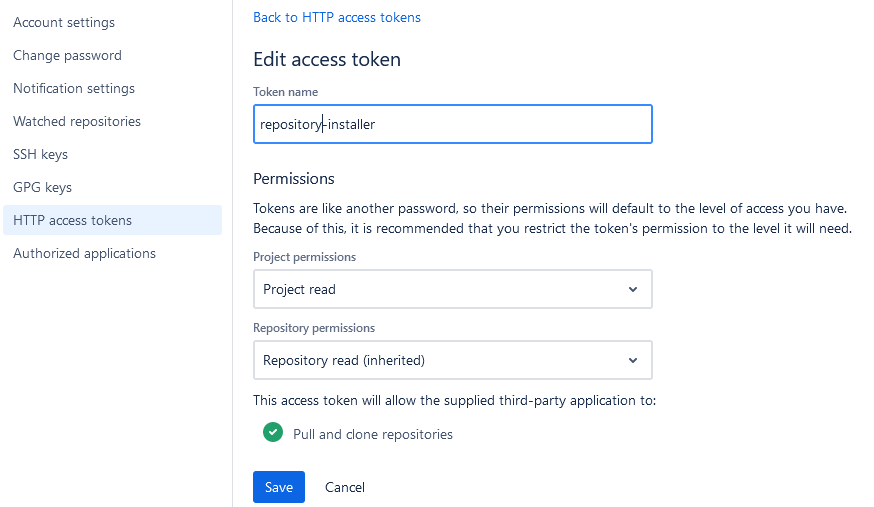 Account settings
Change password
Notification settings
Watched repositories
SSH keys
GPG keys
HTTP access tokens
Authorized applications
Back to HTTP access tokens
Edit access token
Token name
repository-installer
Permissions
Tokens are like another password, so their permissions will default to the level of access you have.
Because of this, it is recommended that you restrict the token's permission to the level it will need.
Project permissions
Project read
Repository permissions
Repository read (inherited)
This access token will allow the supplied third-party application to:
Pull and clone repositories
Save Cancel